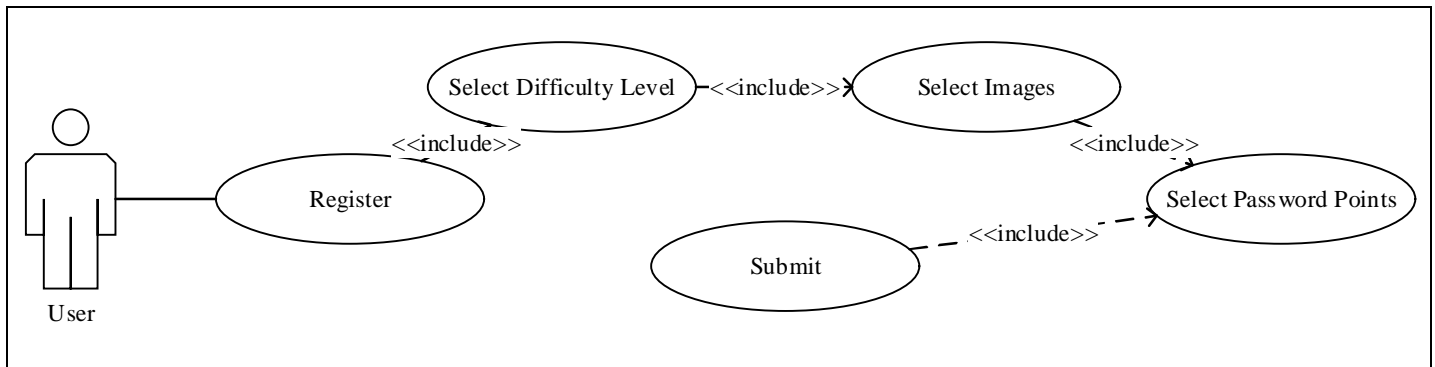 Select Difficulty Level
<<include>>
Select Images
<<include>>
<<include>>
Register
Select Password Points
<<include>>
Submit
User